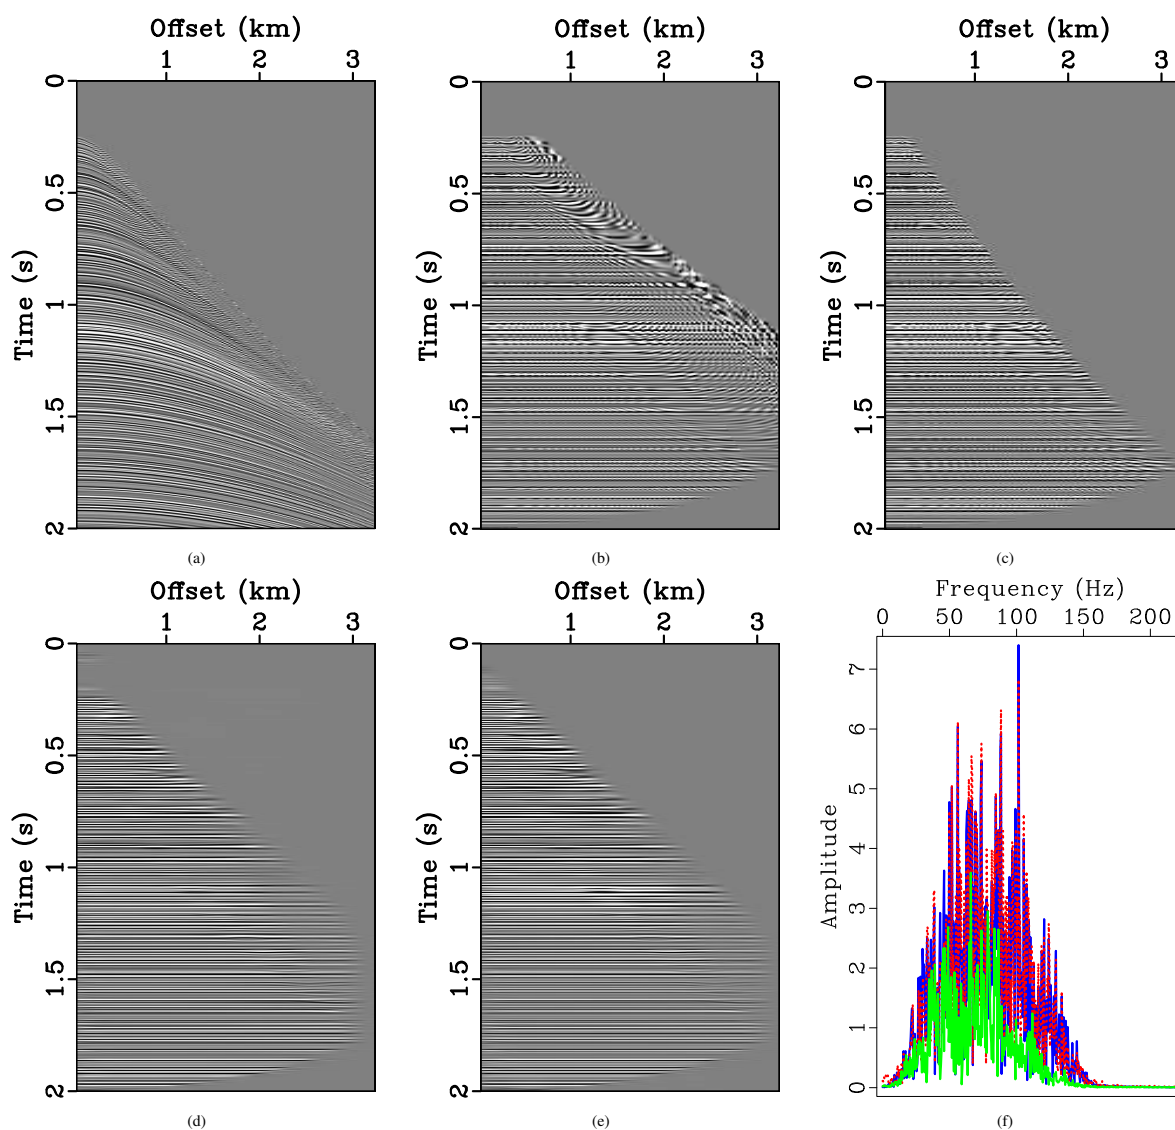 Offset (km) Offset (km) Offset (km)
1 2 3 1 2 3 1 2 3
0 0.5 1 1.5 2
Time (s)
0 0.5 1 1.5 2
Time (s)
0 0.5 1 1.5 2
Time (s)
(a) (b) (c)
Offset (km) Offset (km) Frequency (Hz)
1 2 3 1 2 3 0 50 100 150 200
0 0.5 1 1.5 2
Time (s)
0 0.5 1 1.5 2
Time (s)
0 1 2 3 4 5 6 7
Amplitude
(d) (e) (f)